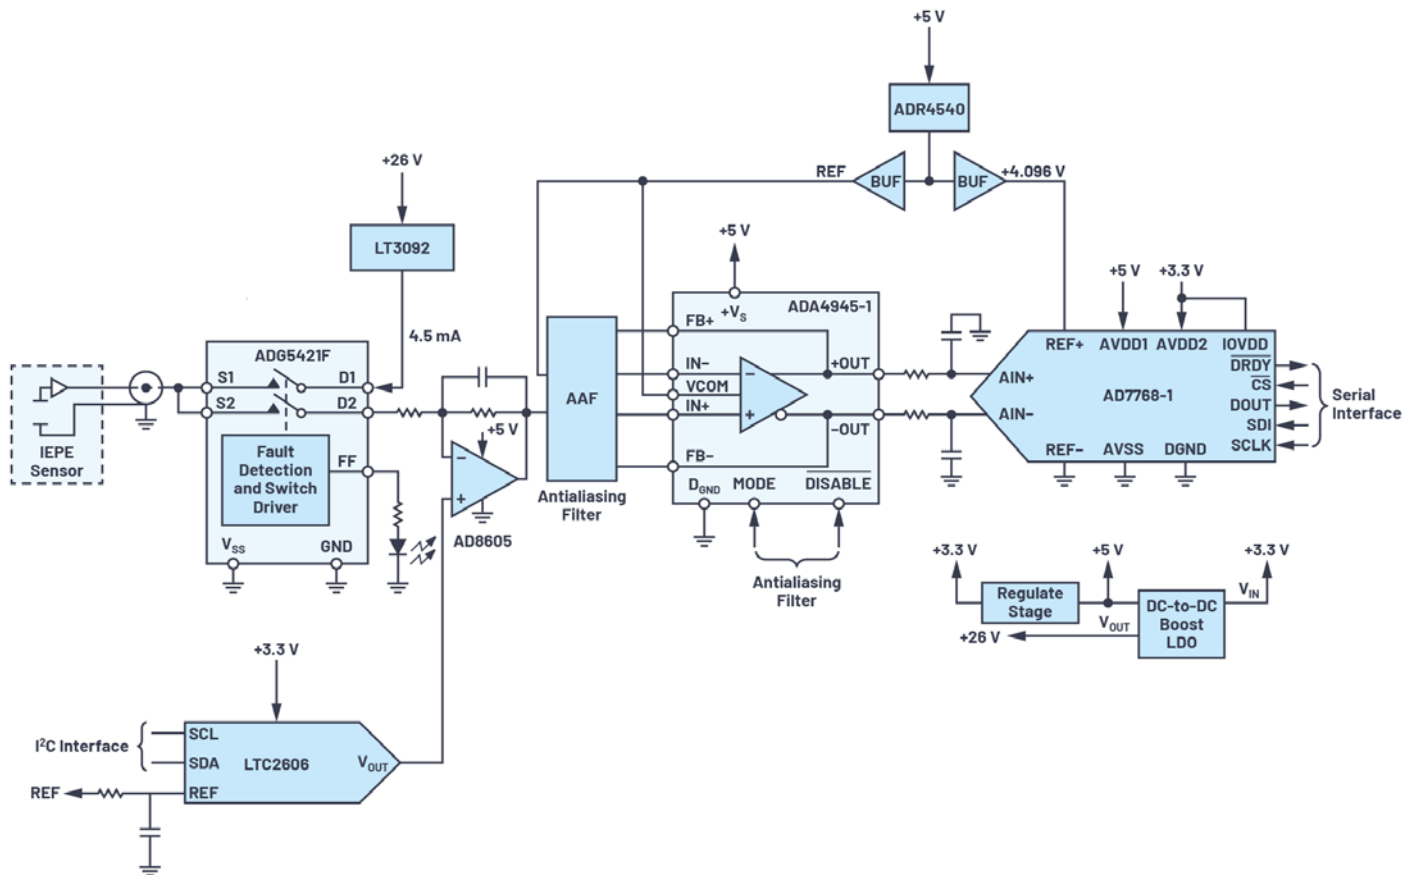 +5 V
ADR4540
REF
BUF
BUF
+4.096 V
+26 V
LT3092
4.5 mA
+5 V
+VS
ADA4945-1
FB+
IN−
VCOM
IN+
FB−
+OUT
−OUT
DGND
MODE
DISABLE
Antialiasing
Filter
AAF
Antialiasing
Filter
+5 V
+3.3 V
REF+
AVDD1
AVDD2
IOVDD
AIN+
AIN−
AD7768-1
DRDY
CS
DOUT
SDI
SCLK
REF−
AVSS
DGND
Serial
Interface
IEPE
Sensor
ADG5421F
S1
D1
S2
D2
Fault
Detection
and Switch
Driver
FF
VSS
GND
+5 V
−
+
−
+
AD8605
+3.3 V
+5 V
+3.3 V
Regulate
Stage
VOUT
DC-to-DC
Boost
LDO
VIN
+26 V
+3.3 V
I2C Interface
SCL
SDA
REF
REF
LTC2606
VOUT